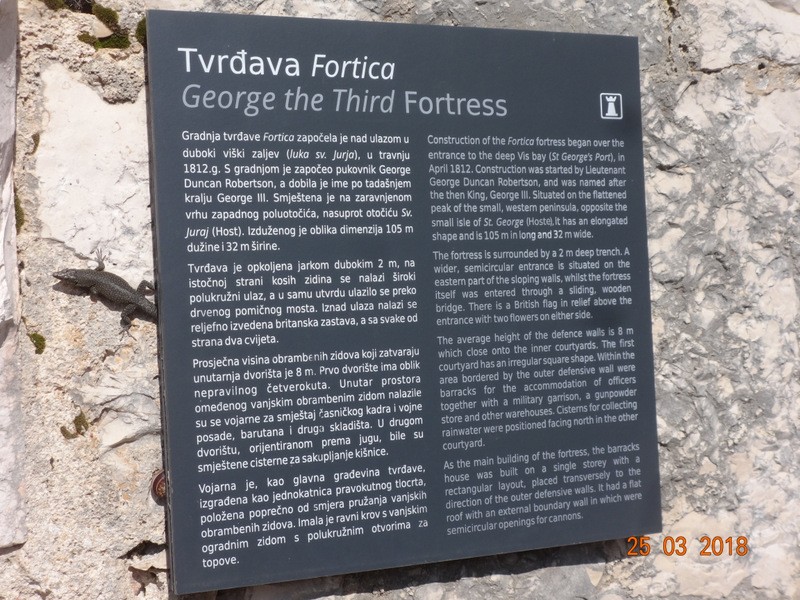 Tvrđava Fortica
George the Third Fortress
Gradnja tvrđave Fortica započela je nad ulazom u
duboki viški zaljev (luka sv. Jurja), u travnju
1812.g. S gradnjom je započeo pukovnik George
Duncan Robertson, a dobila je ime po tadašnjem
kralju George III. Smještena je na zaravnjenom
vrhu zapadnog poluotočića, nasuprot otočiću Sv.
Juraj (Host). Izduženog je oblika dimenzija 105 m
dužine i 32 m širine.
Tvrđava je opkoljena jarkom dubokim 2 m, na
istočnoj strani kosih zidina se nalazi široki
polukružni ulaz, a u samu utvrdu ulazilo se preko
drvenog pomičnog mosta. Iznad ulaza nalazi se
reljefno izvedena britanska zastava, a sa svake od
strana dva cvijeta.
Prosječna visina obrambenih zidova koji zatvaraju
unutarnja dvorišta je 8 m. Prvo dvorište ima oblik
nepravilnog četverokuta. Unutar prostora
omeđenog vanjskim obrambenim zidom nalazile
su se vojarne za smještaj časničkog kadra i vojne
posade, barutana i druga skladišta. U drugom
dvorištu, orijentiranom prema jugu, bile su
smještene cisterne za sakupljanje kišnice.
Vojarna je, kao glavna građevina tvrđave,
izgrađena kao jednokatnica pravokutnog tlocrta,
položena poprečno od smjera pružanja vanjskih
obrambenih zidova. Imala je ravni krov s vanjskim
ogradnim zidom s polukružnim otvorima za
topove.
Construction of the Fortica fortress began over the
entrance to the deep Vis bay (St George's Port), in
April 1812. Construction was started by Lieutenant
George Duncan Robertson, and was named after
the then King, George III. Situated on the flattened
peak of the small, western peninsula, opposite the
small isle of St. George (Hoste),it has an elongated
shape and is 105 m in long and 32 m wide.
The fortress is surrounded by a 2 m deep trench. A
wider, semicircular entrance is situated on the
eastern part of the sloping walls, whilst the fortress
itself was entered through a sliding, wooden
bridge. There is a British flag in relief above the
entrance with two flowers on either side.
The average height of the defence walls is 8 m
which close onto the inner courtyards. The first
courtyard has an irregular square shape. Within the
area bordered by the outer defensive wall were
barracks for the accommodation of officers
together with a military garrison, a gunpowder
store and other warehouses. Cisterns for collecting
rainwater were positioned facing north in the other
courtyard.
As the main building of the fortress, the barracks
house was built on a single storey with a
rectangular layout, placed transversely to the
direction of the outer defensive walls. It had a flat
roof with an external boundary wall in which were
semicircular openings for cannons.
25 03 2018